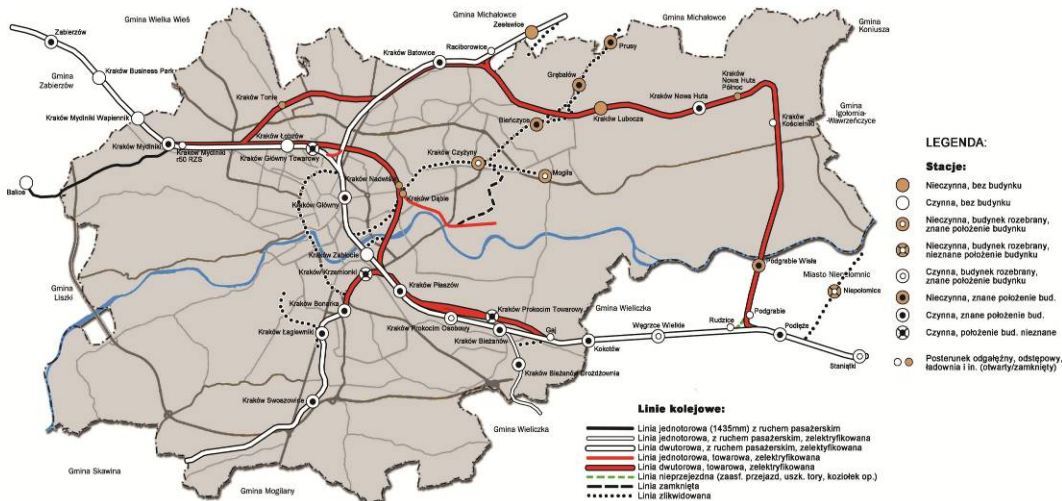 Gmina Wielka Wieś
Gmina Michałowce
Gmina Michałowce
Gmina
Koniusza
Zabierzów
Zesławice
Raciborowice
Prusy
Kraków Batowice
Gmina
Zabierzów
Kraków Business Park
Grębałów
Kraków
Nowa Huta
Północ
Kraków Tonie
Kraków Nowa Huta
Kraków Lubocza
Gmina
Igołomia
-Wawrzeńczyce
Kraków Mydlniki Wapiennik
Bieńczyce
Kraków
Kościelniki
Kraków Mydlniki
Kraków Mydlniki
r60 RZS
Kraków Łobzów
Kraków Główny Towarowy
Kraków Czyżyny
Mogiła
Balice
Kraków Nadwiśle
Kraków Dąbie
Kraków Główny
Kraków Zabłocie
Kraków Krzemionki
Podgrabie Wisła
Miasto Niepołomice
Niepołomice
Gmina
Liszki
Kraków Płaszów
Kraków Bonarka
Kraków Prokocim Towarowy
Gmina Wieliczka
Podgrabie
Rudzice
Kraków Łagiewniki
Kraków Prokocim Osobowy
Węgrzce Wielkie
Podłęże
Kraków Bieżanów
Gaj
Kokotów
Staniątki
Kraków Bieżanów Drożdżownia
Kraków Swoszowice
Gmina Wieliczka
Gmina Skawina
Gmina Mogilany
LEGENDA:
Stacje:
Nieczynna, bez budynku
Czynna, bez budynku
Nieczynna, budynek rozebrany,
znane położenie budynku
Nieczynna, budynek rozebrany,
nieznane położenie budynku
Czynna, budynek rozebrany,
znane położenie budynku
Nieczynna, znane położenie bud.
Czynna, znane położenie bud.
Czynna, położenie bud. nieznane
Posterunek odgałęźny, odstępowy,
ładownia i in. (otwarty/zamknięty)
Linie kolejowe:
Linia jednotorowa (1435mm) z ruchem pasażerskim
Linia jednotorowa, z ruchem pasażerskim, zelektryfikowana
Linia dwutorowa, z ruchem pasażerskim, zelektyfikowana
Linia jednotorowa, towarowa, zelektryfikowana
Linia dwutorowa, towarowa, zelektryfikowana
Linia nieprzejezdna (zaasf. przejazd, uszk. tory, koziołek op.)
Linia zamknięta
Linia zlikwidowana